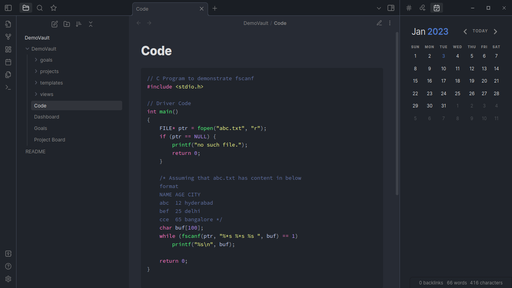 Code
DemoVault
goals
projects
templates
views
Code
Dashboard
Goals
Project Board
README
DemoVault / Code
Code
// C Program to demonstrate fscanf
#include <stdio.h>
// Driver Code
int main()
{
FILE* ptr = fopen("abc.txt", "r");
if (ptr == NULL) {
printf("no such file.");
return 0;
}
/* Assuming that abc.txt has content in below
format
NAME AGE CITY
abc 12 hyderabad
bef 25 delhi
cce 65 bangalore */
char buf[100];
while (fscanf(ptr, "%*s %*s %s ", buf) == 1)
printf("%s\n", buf);
return 0;
}
Jan 2023
TODAY
SUN MON TUE WED THU FRI SAT
1 2 3 4 5 6 7
8 9 10 11 12 13 14
15 16 17 18 19 20 21
22 23 24 25 26 27 28
29 30 31 1 2 3 4
5 6 7 8 9 10 11
0 backlinks 66 words 416 characters